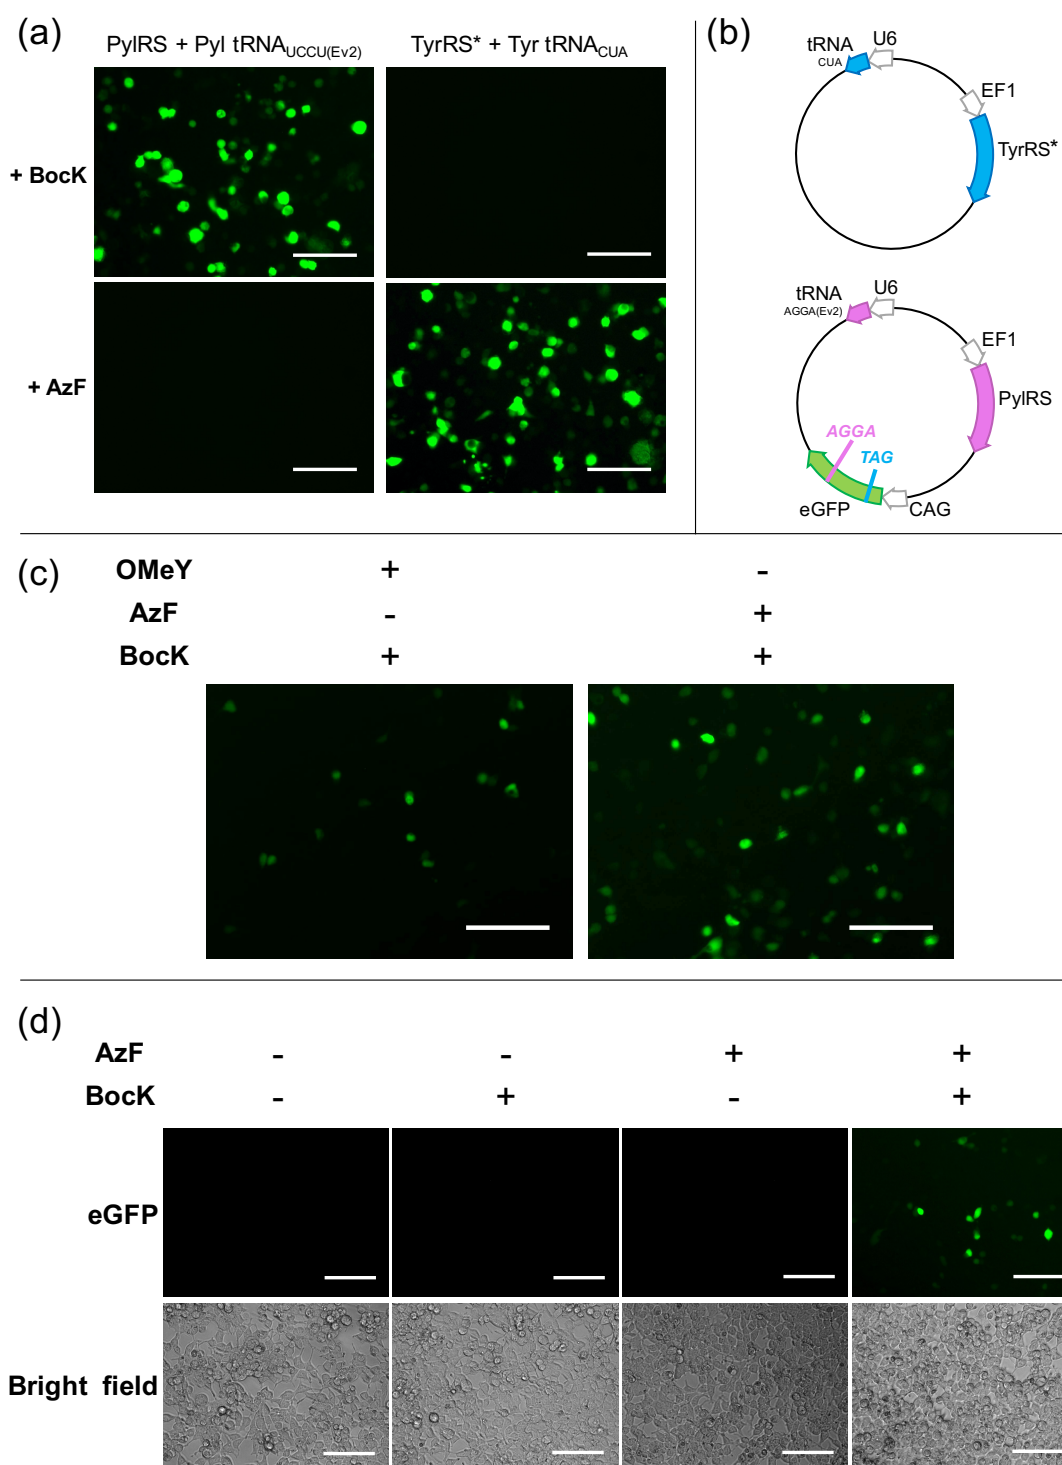 (a)
PylRS + Pyl tRNAUCCU(Ev2)
TyrRS* + Tyr tRNACUA
+ BocK
+ AzF
(b)
tRNA
CUA
U6
EF1
TyrRS*
tRNA
AGGA(Ev2)
U6
EF1
PylRS
AGGA
TAG
eGFP
CAG
(c)
OMeY + -
AzF - +
BocK + +
(d)
AzF - - + +
BocK - + - +
eGFP
Bright field